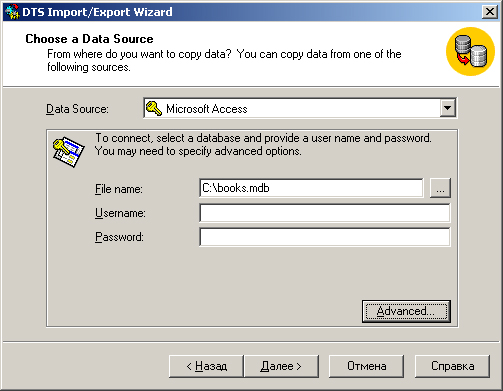 DTS Import/Export Wizard
Choose a Data Source
From where do you want to copy data? You can copy data from one of the
following sources.
Data Source: Microsoft Access
To connect, select a database and provide a user name and password.
You may need to specify advanced options.
File name: C:\books.mdb ...
Username:
Password:
Advanced...
< Назад Далее > Отмена Справка